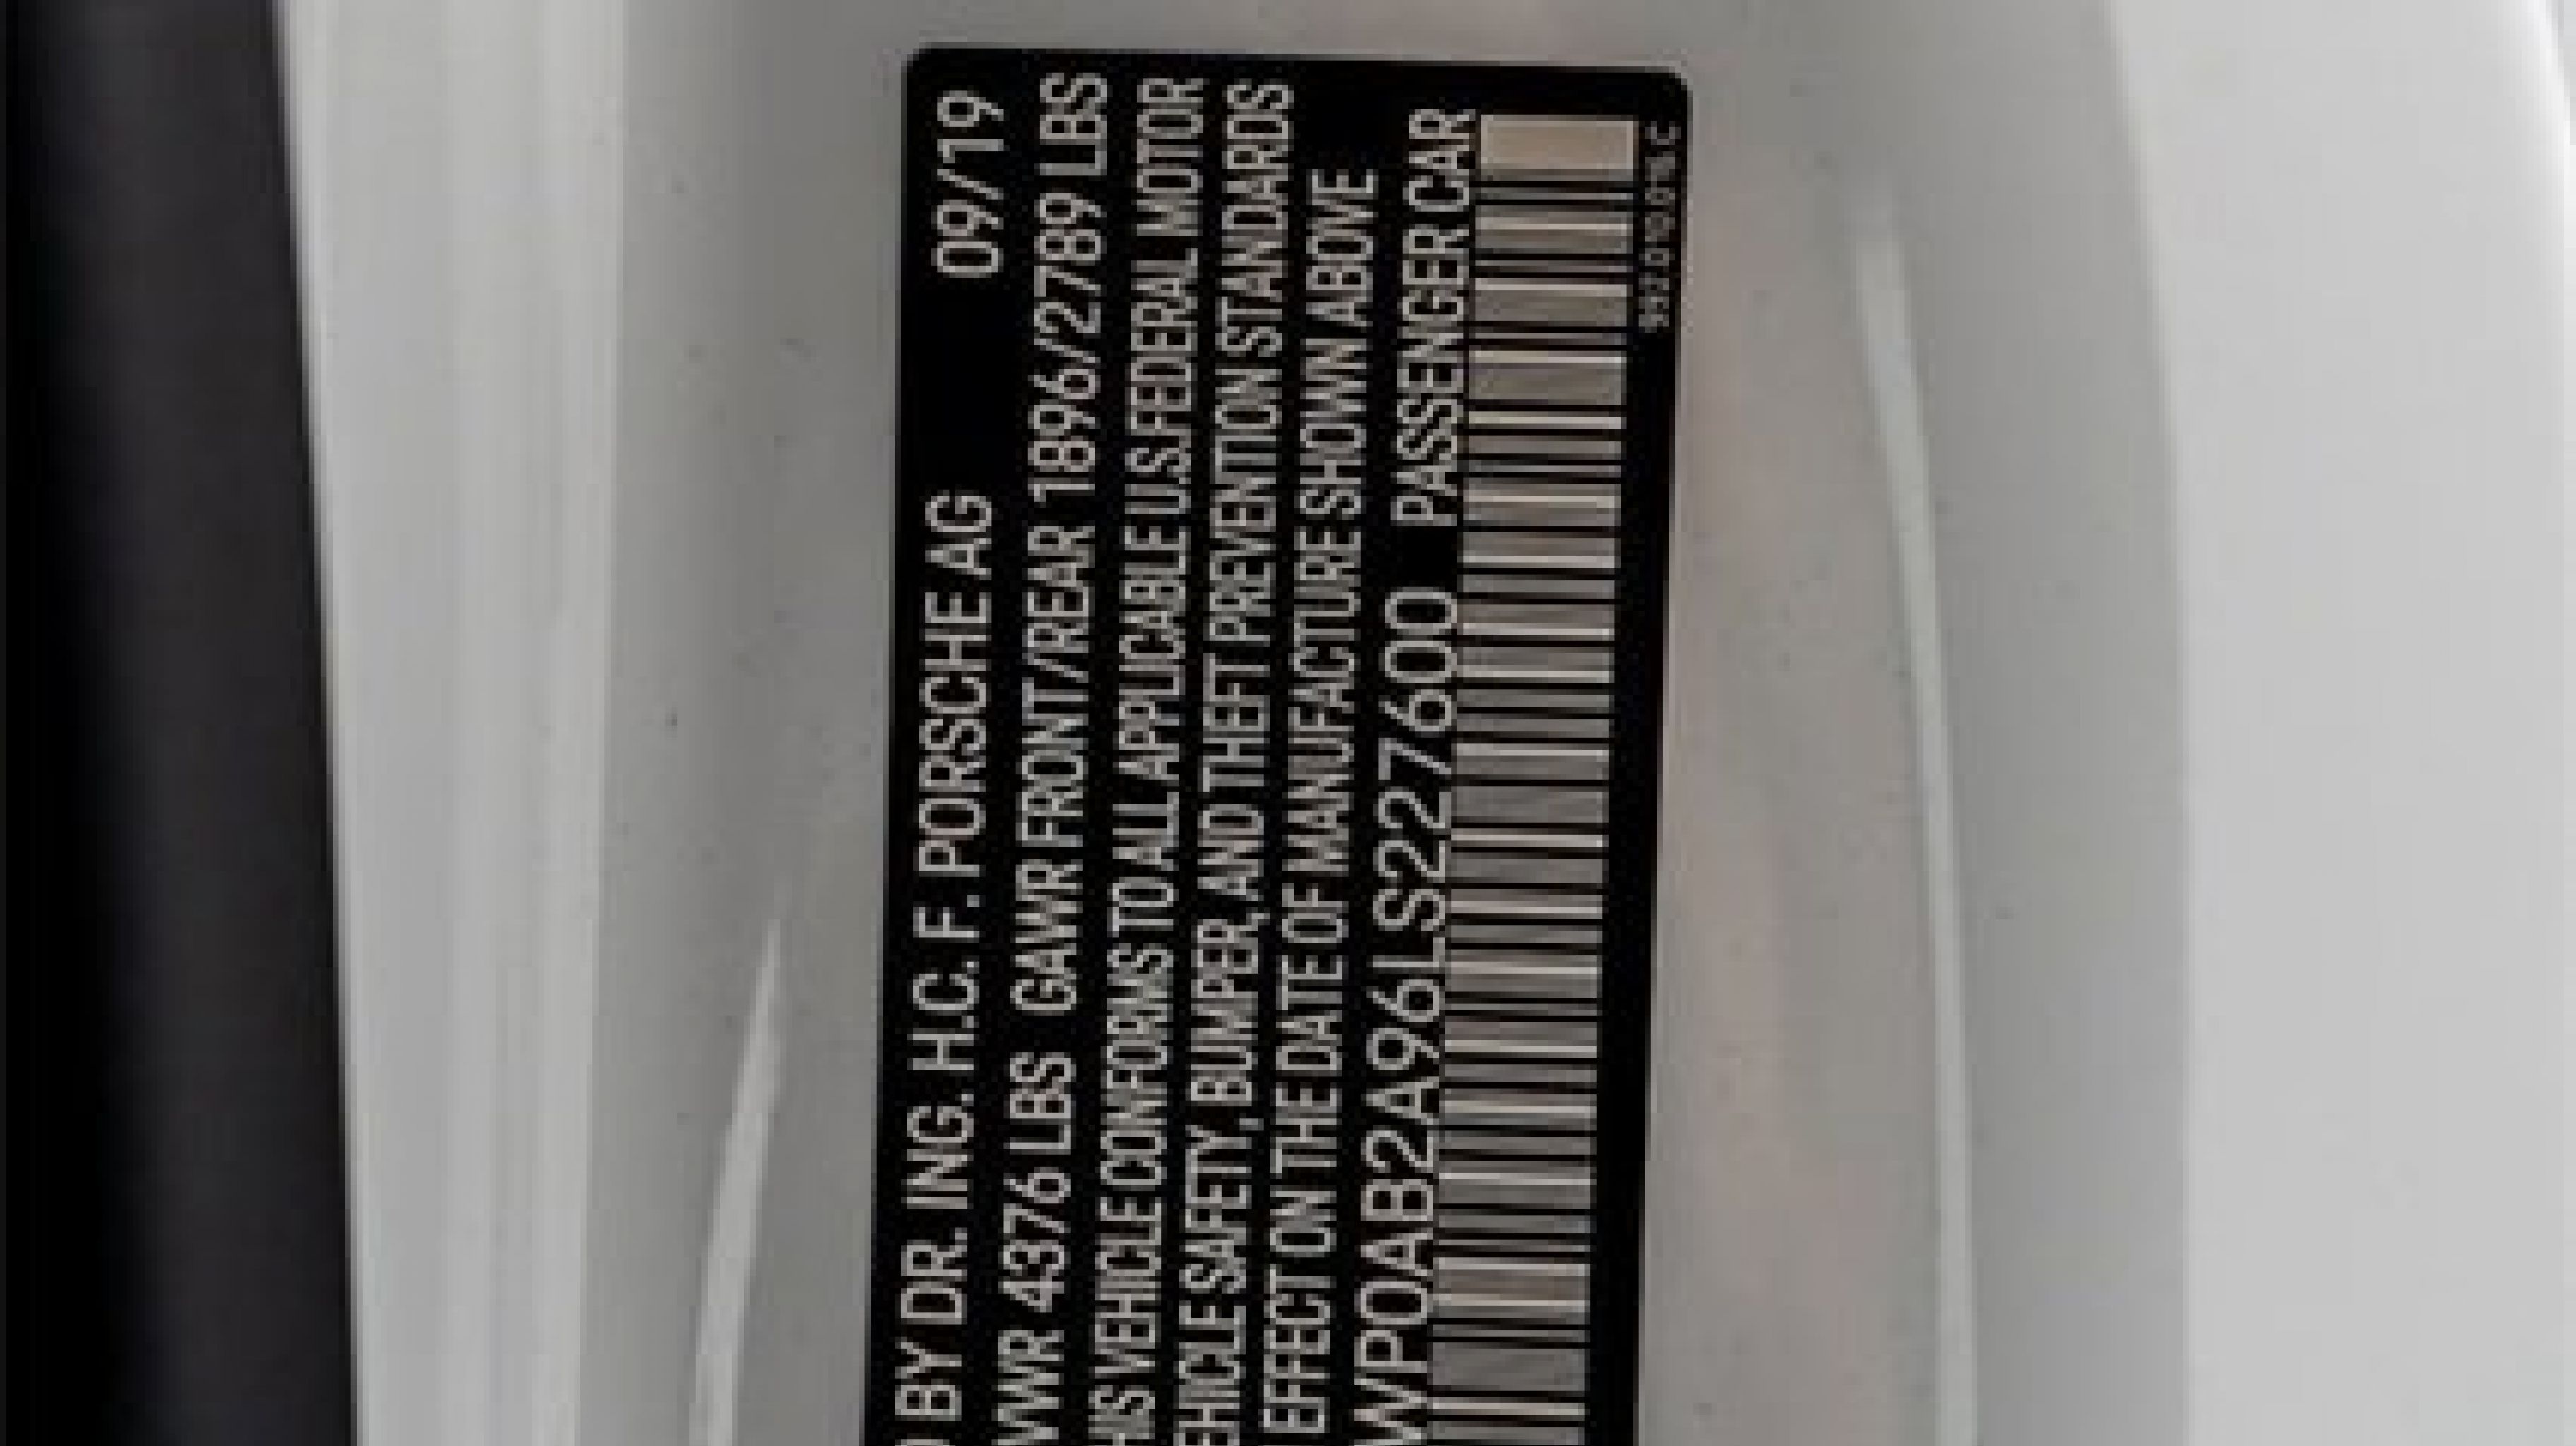 BY DR. ING. H.C. F. PORSCHE AG 09/19
GVWR 4376 LBS GAWR FRONT/REAR 1896/2789 LBS
THIS VEHICLE CONFORMS TO ALL APPLICABLE U.S.FEDERAL MOTOR
VEHICLE SAFETY, BUMPER, AND THEFT PREVENTION STANDARDS
EFFECT ON THE DATE OF MANUFACTURE SHOWN ABOVE
WP0AB2A96LS227600 PASSENGER CAR